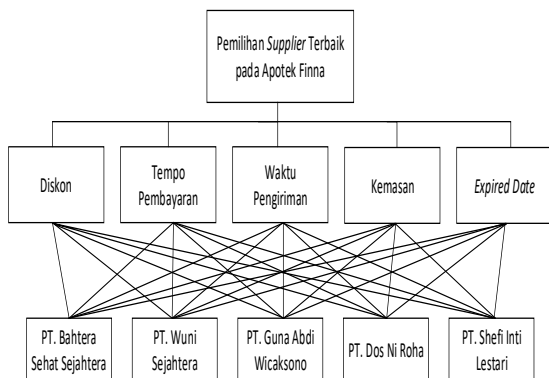 Pemilihan Supplier Terbaik
pada Apotek Finna
Diskon
Tempo
Pembayaran
Waktu
Pengiriman
Kemasan
Expired Date
PT. Bahtera
Sehat Sejahtera
PT. Wuni
Sejahtera
PT. Guna Abdi
Wicaksono
PT. Dos Ni Roha
PT. Shefi Inti
Lestari